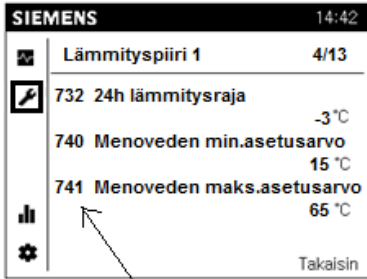 SIEMENS 14:42
Lämmityspiiri 1 4/13
732 24h lämmitysraja
-3 °C
740 Menoveden min.asetusarvo
15 °C
741 Menoveden maks.asetusarvo
65 °C
Takaisin